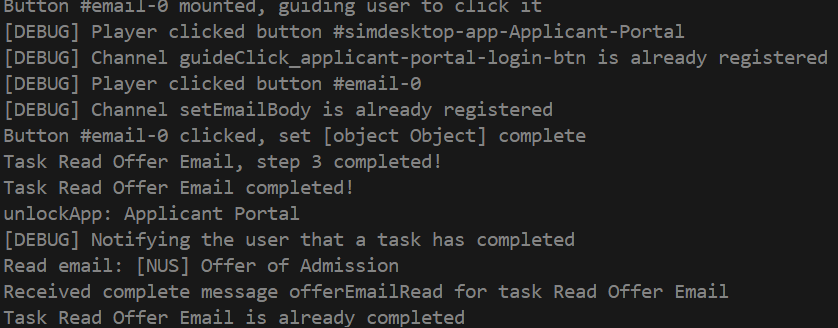 Button #email-0 mounted, guiding user to click it
[DEBUG] Player clicked button #simdesktop-app-Applicant-Portal
[DEBUG] Channel guideClick_applicant-portal-login-btn is already registered
[DEBUG] Player clicked button #email-0
[DEBUG] Channel setEmailBody is already registered
Button #email-0 clicked, set [object Object] complete
Task Read Offer Email, step 3 completed!
Task Read Offer Email completed!
unlockApp: Applicant Portal
[DEBUG] Notifying the user that a task has completed
Read email: [NUS] Offer of Admission
Received complete message offerEmailRead for task Read Offer Email
Task Read Offer Email is already completed